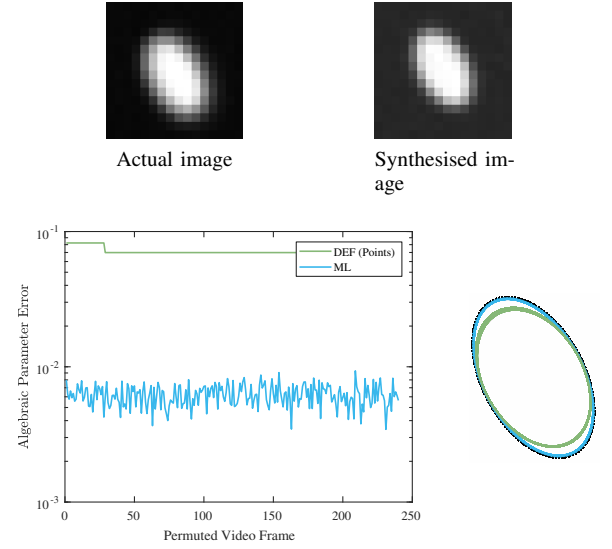 Actual image
Synthesised im-
age
10^-1
DEF (Points)
ML
Algebraic Parameter Error
10^-2
10^-3
0 50 100 150 200 250
Permuted Video Frame